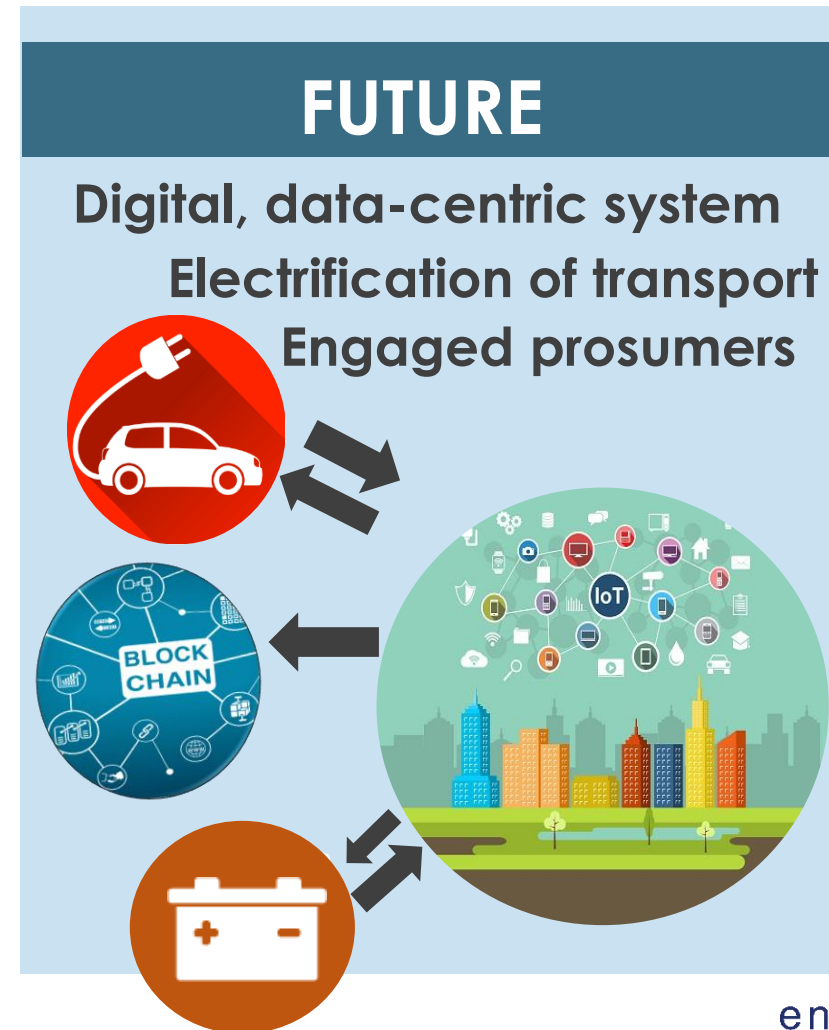 FUTURE
Digital, data-centric system
Electrification of transport
Engaged prosumers
IoT
BLOCK
CHAIN
+ -
en